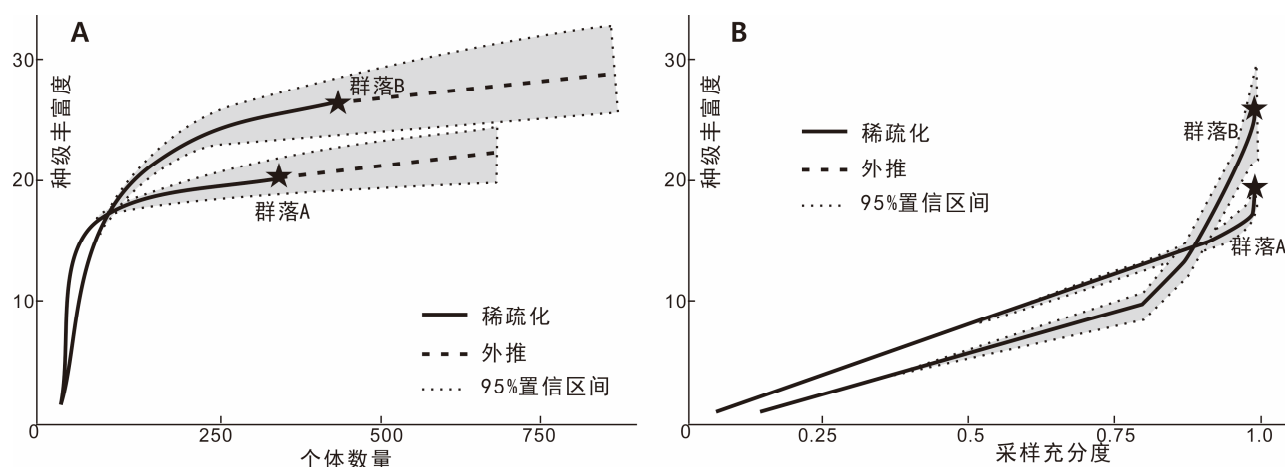 A
30
20
10
0
种级丰富度
群落B
群落A
稀疏化
外推
95%置信区间
250
500
750
个体数量
B
30
20
10
0
种级丰富度
稀疏化
外推
95%置信区间
群落B
群落A
0.25
0.5
0.75
1.0
采样充分度